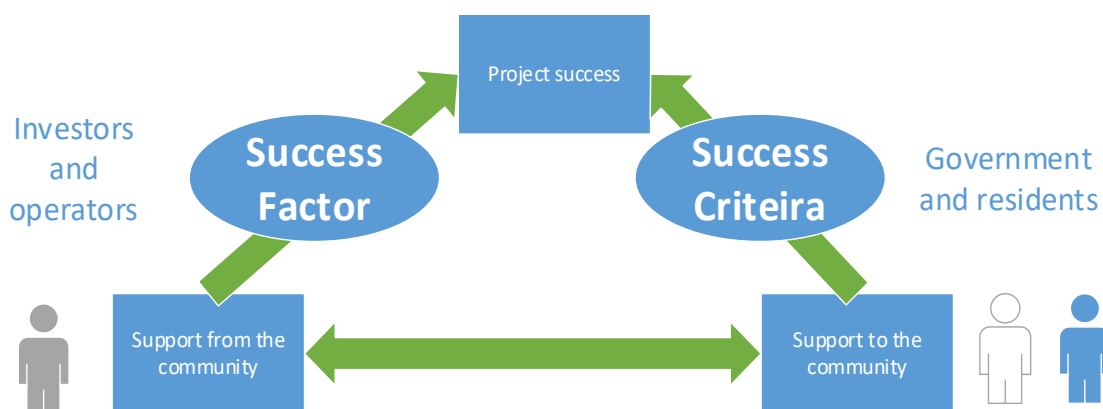 Project success
Investors
and
operators
Success
Factor
Success
Criteira
Government
and residents
Support from the
community
Support to the
community